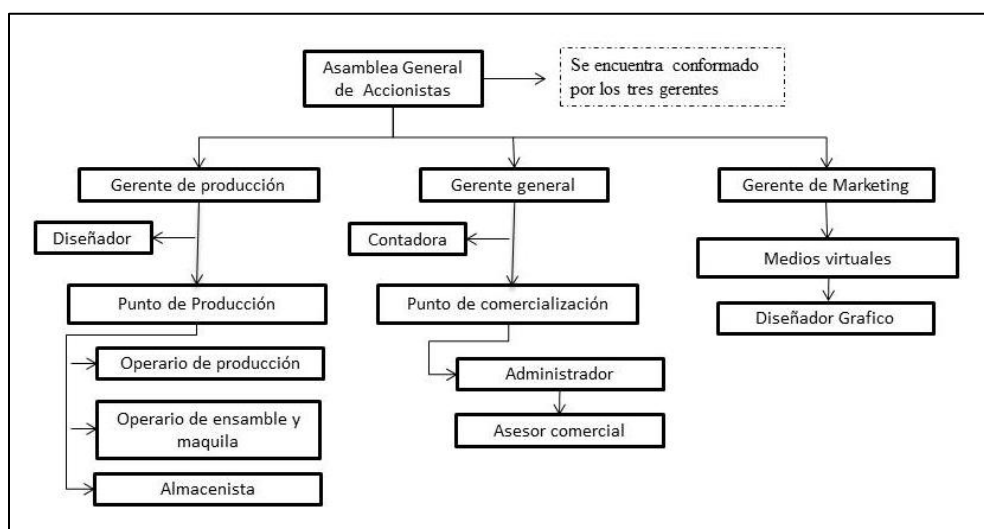 Asamblea General
de Accionistas
Se encuentra conformado
por los tres gerentes
Gerente de producción
Gerente general
Gerente de Marketing
Diseñador
Contadora
Medios virtuales
Punto de Producción
Punto de comercialización
Diseñador Grafico
Operario de producción
Administrador
Operario de ensamble y
maquila
Asesor comercial
Almacenista